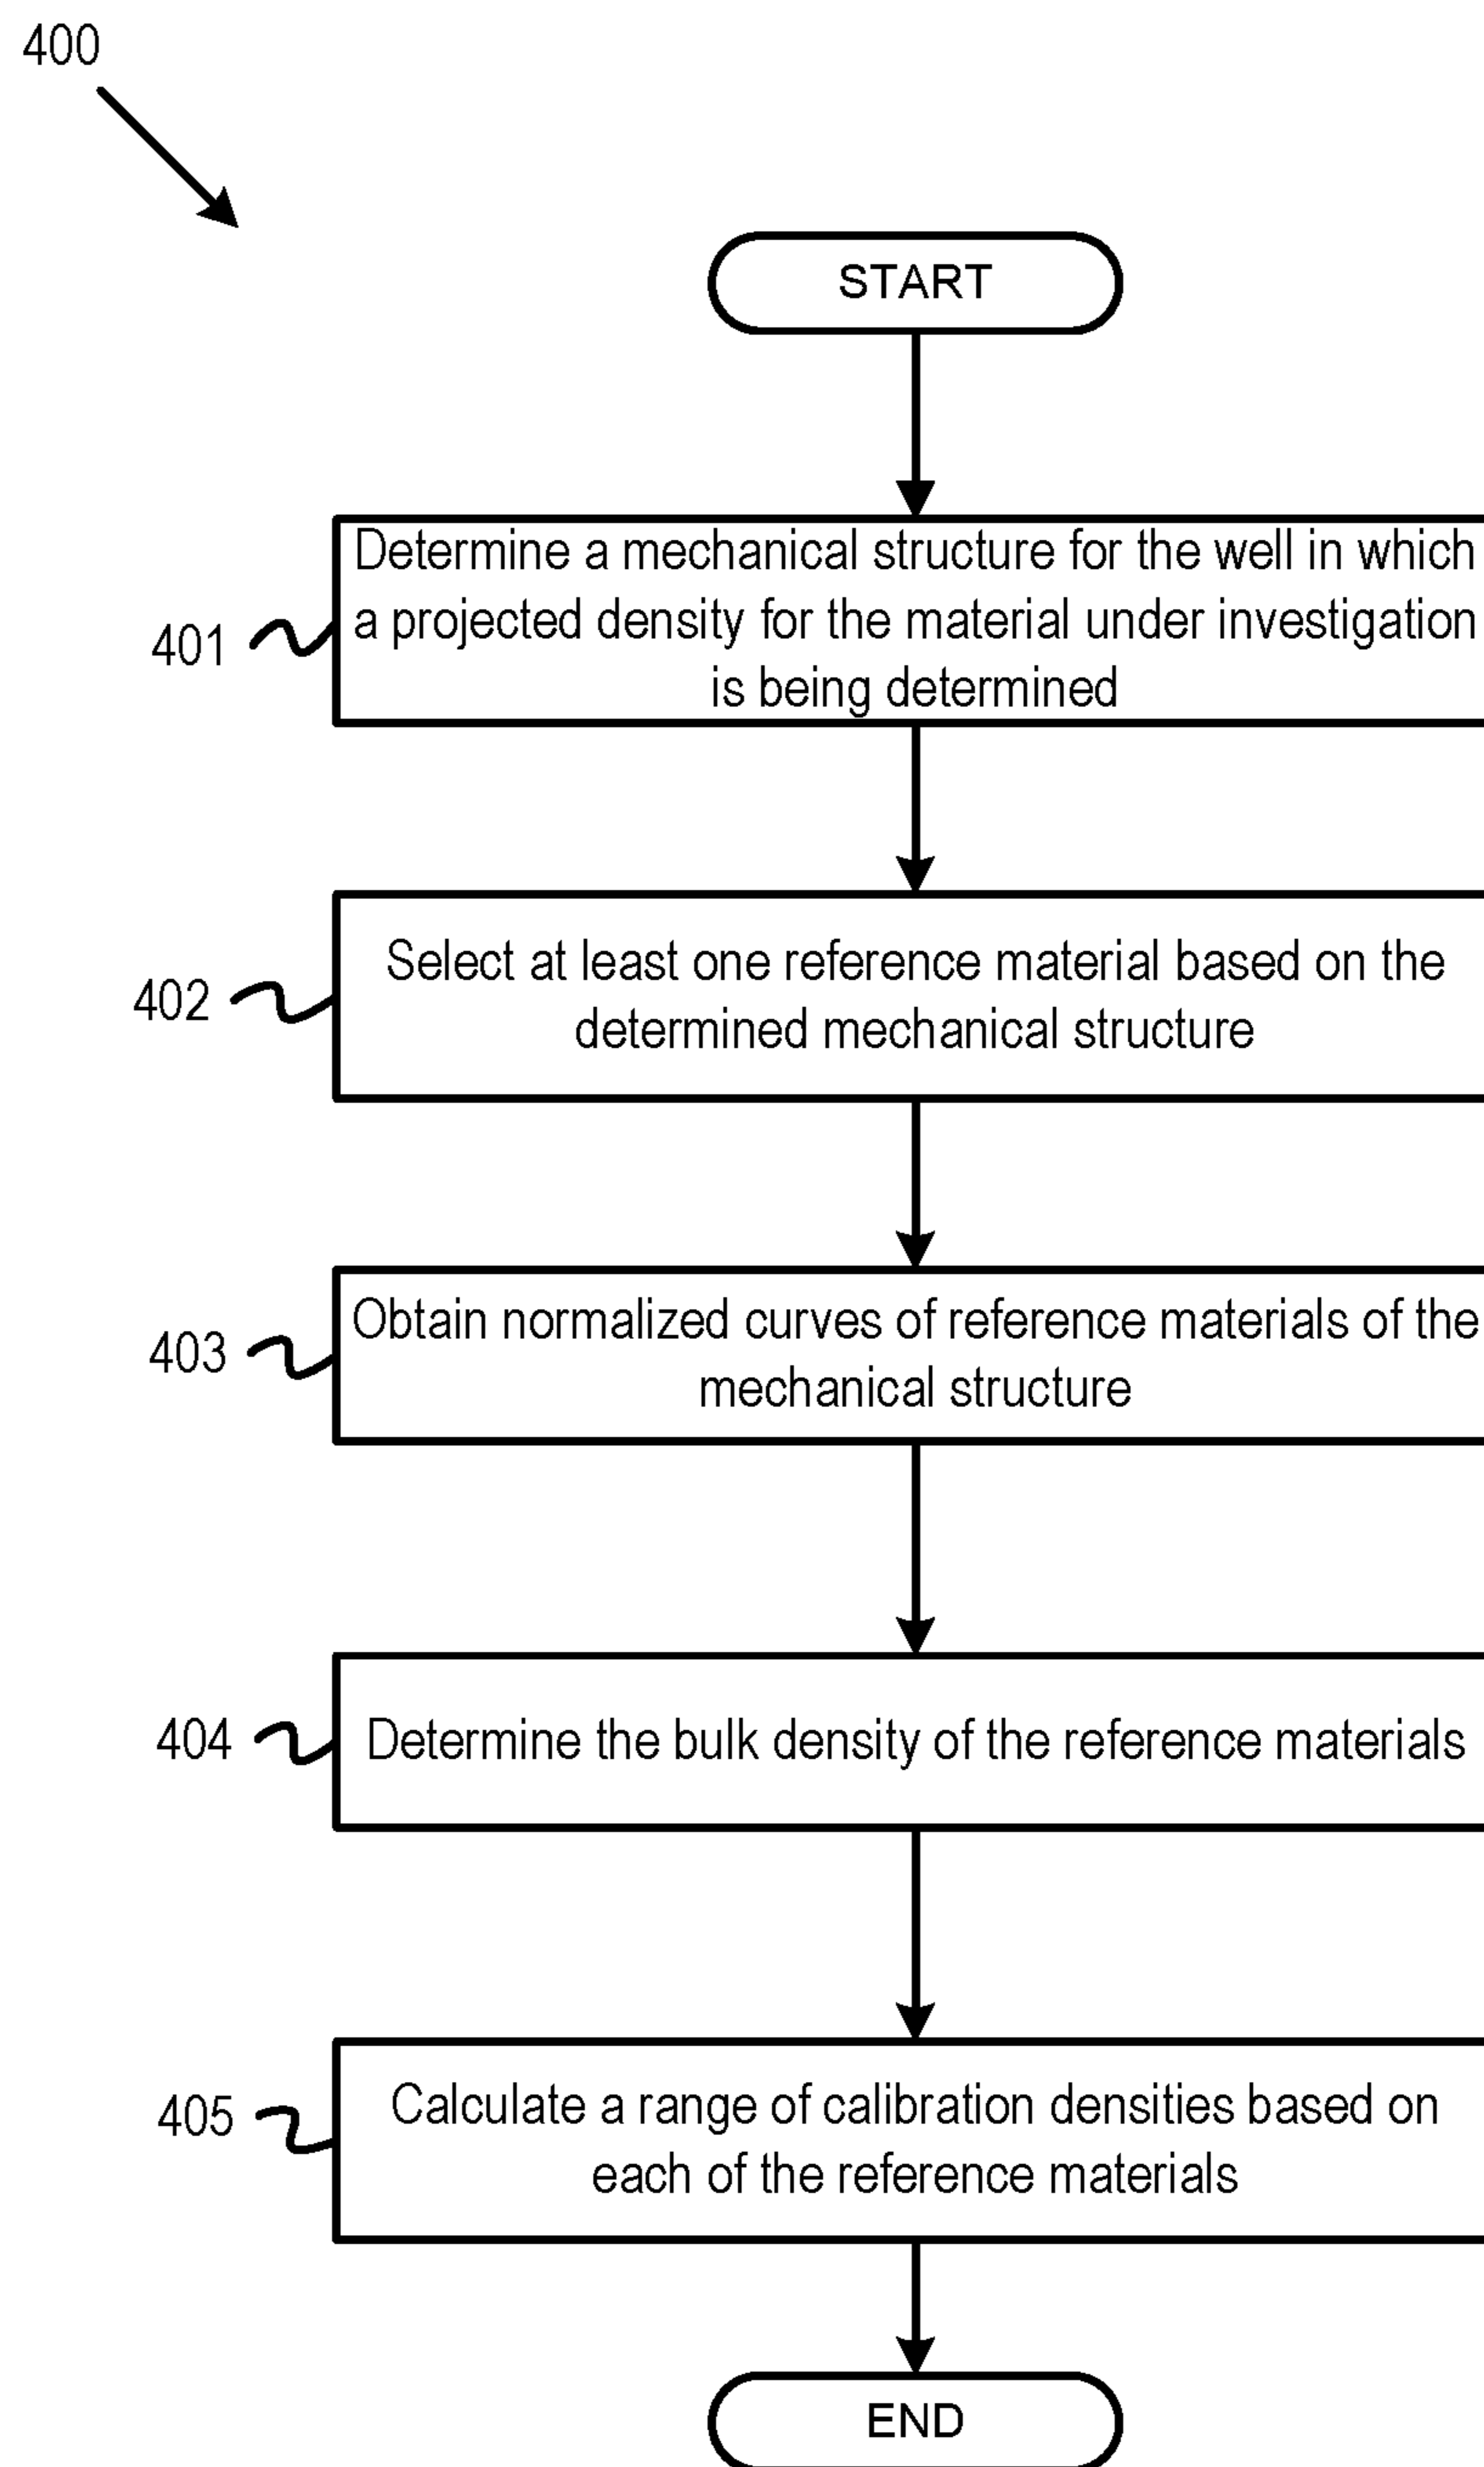 400
START
401
Determine a mechanical structure for the well in which
a projected density for the material under investigation
is being determined
402
Select at least one reference material based on the
determined mechanical structure
403
Obtain normalized curves of reference materials of the
mechanical structure
404
Determine the bulk density of the reference materials
405
Calculate a range of calibration densities based on
each of the reference materials
END